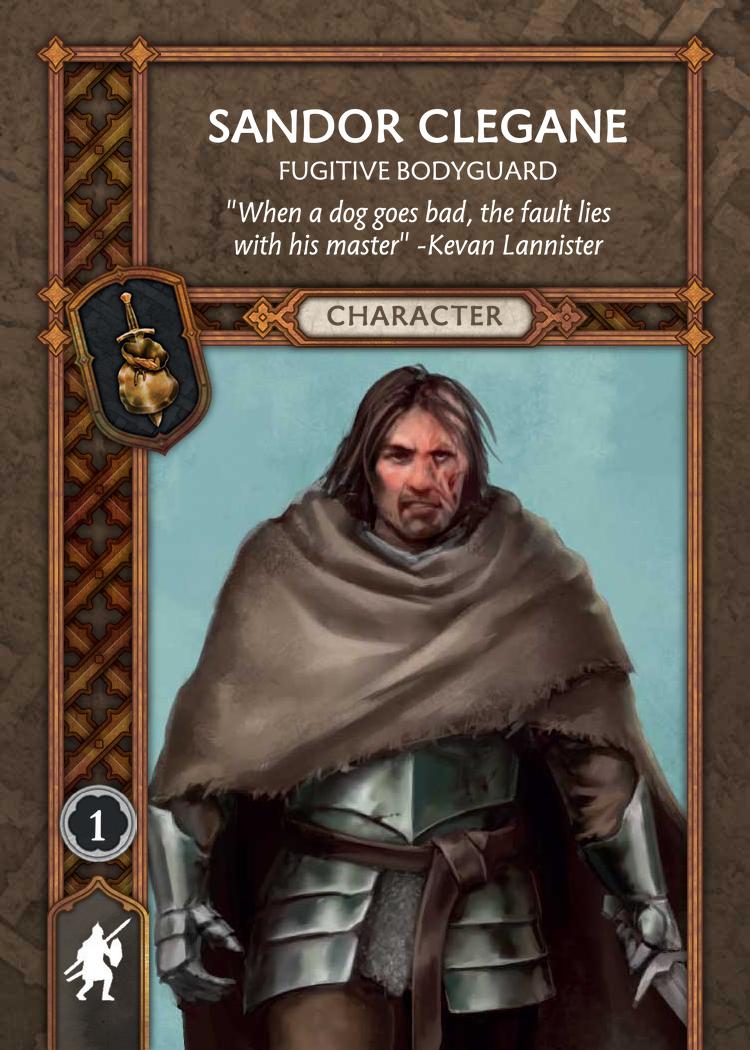 SANDOR CLEGANE
FUGITIVE BODYGUARD
"When a dog goes bad, the fault lies
with his master" -Kevan Lannister
CHARACTER
1